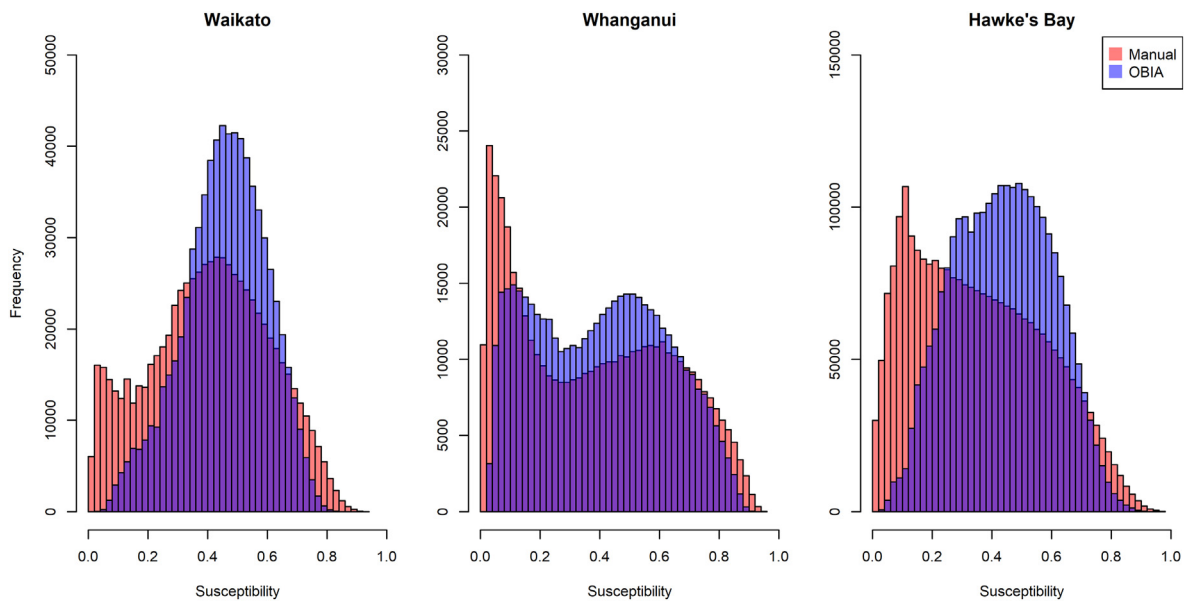 Waikato
Whanganui
Hawke's Bay
Manual
OBIA
Frequency
0
10000
20000
30000
40000
50000
0
5000
10000
15000
20000
25000
30000
0
50000
100000
150000
0.0 0.2 0.4 0.6 0.8 1.0
0.0 0.2 0.4 0.6 0.8 1.0
0.0 0.2 0.4 0.6 0.8 1.0
Susceptibility
Susceptibility
Susceptibility